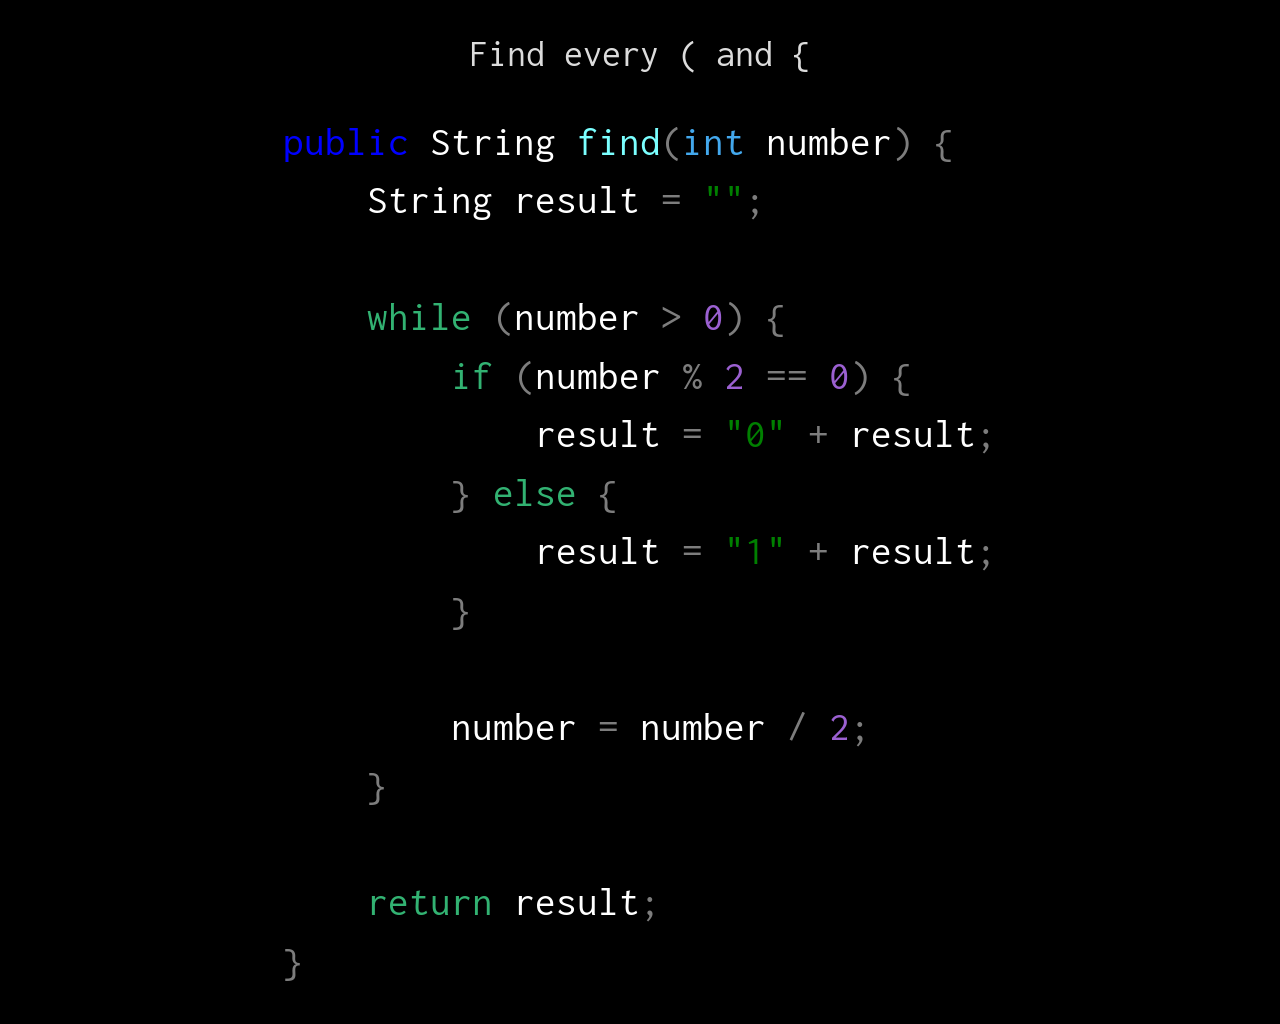 Find every ( and {
public String find(int number) {
    String result = "";
    while (number > 0) {
        if (number % 2 == 0) {
            result = "0" + result;
        } else {
            result = "1" + result;
        }
        number = number / 2;
    }
    return result;
}